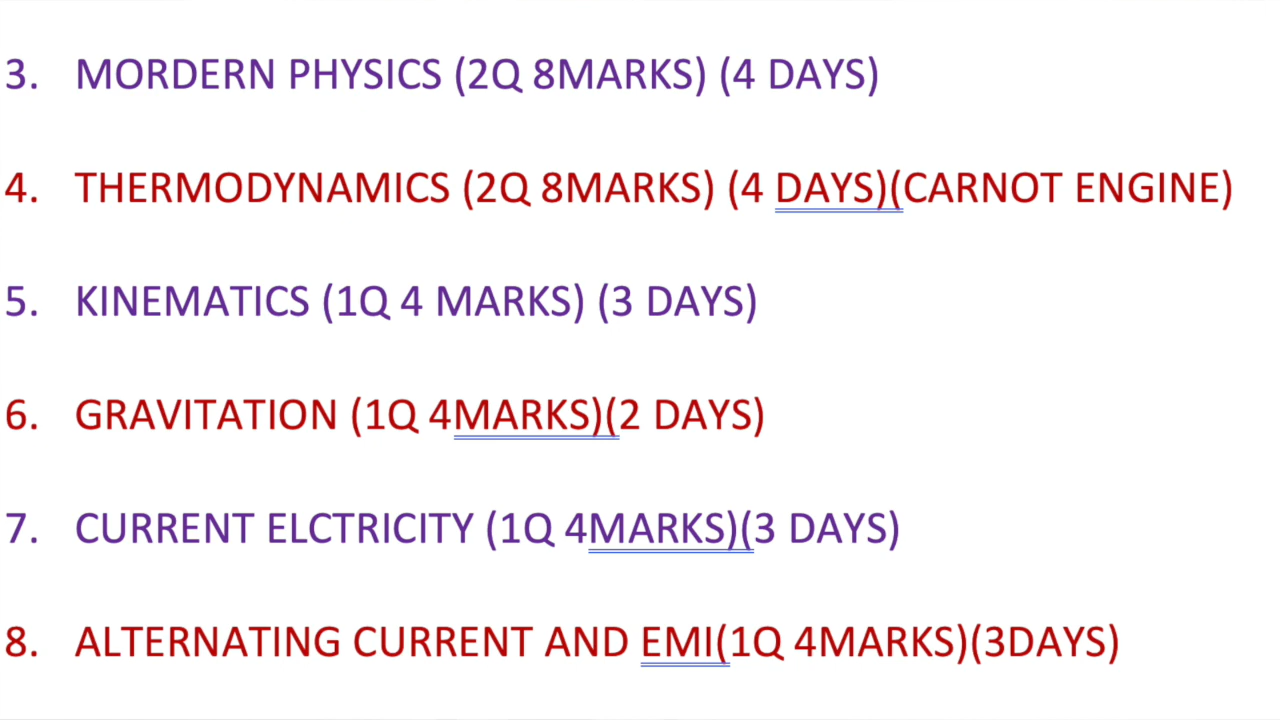 3. MORDERN PHYSICS (2Q 8MARKS) (4 DAYS)
4. THERMODYNAMICS (2Q 8MARKS) (4 DAYS)(CARNOT ENGINE)
5. KINEMATICS (1Q 4 MARKS) (3 DAYS)
6. GRAVITATION (1Q 4MARKS)(2 DAYS)
7. CURRENT ELCTRICITY (1Q 4MARKS)(3 DAYS)
8. ALTERNATING CURRENT AND EMI(1Q 4MARKS)(3DAYS)